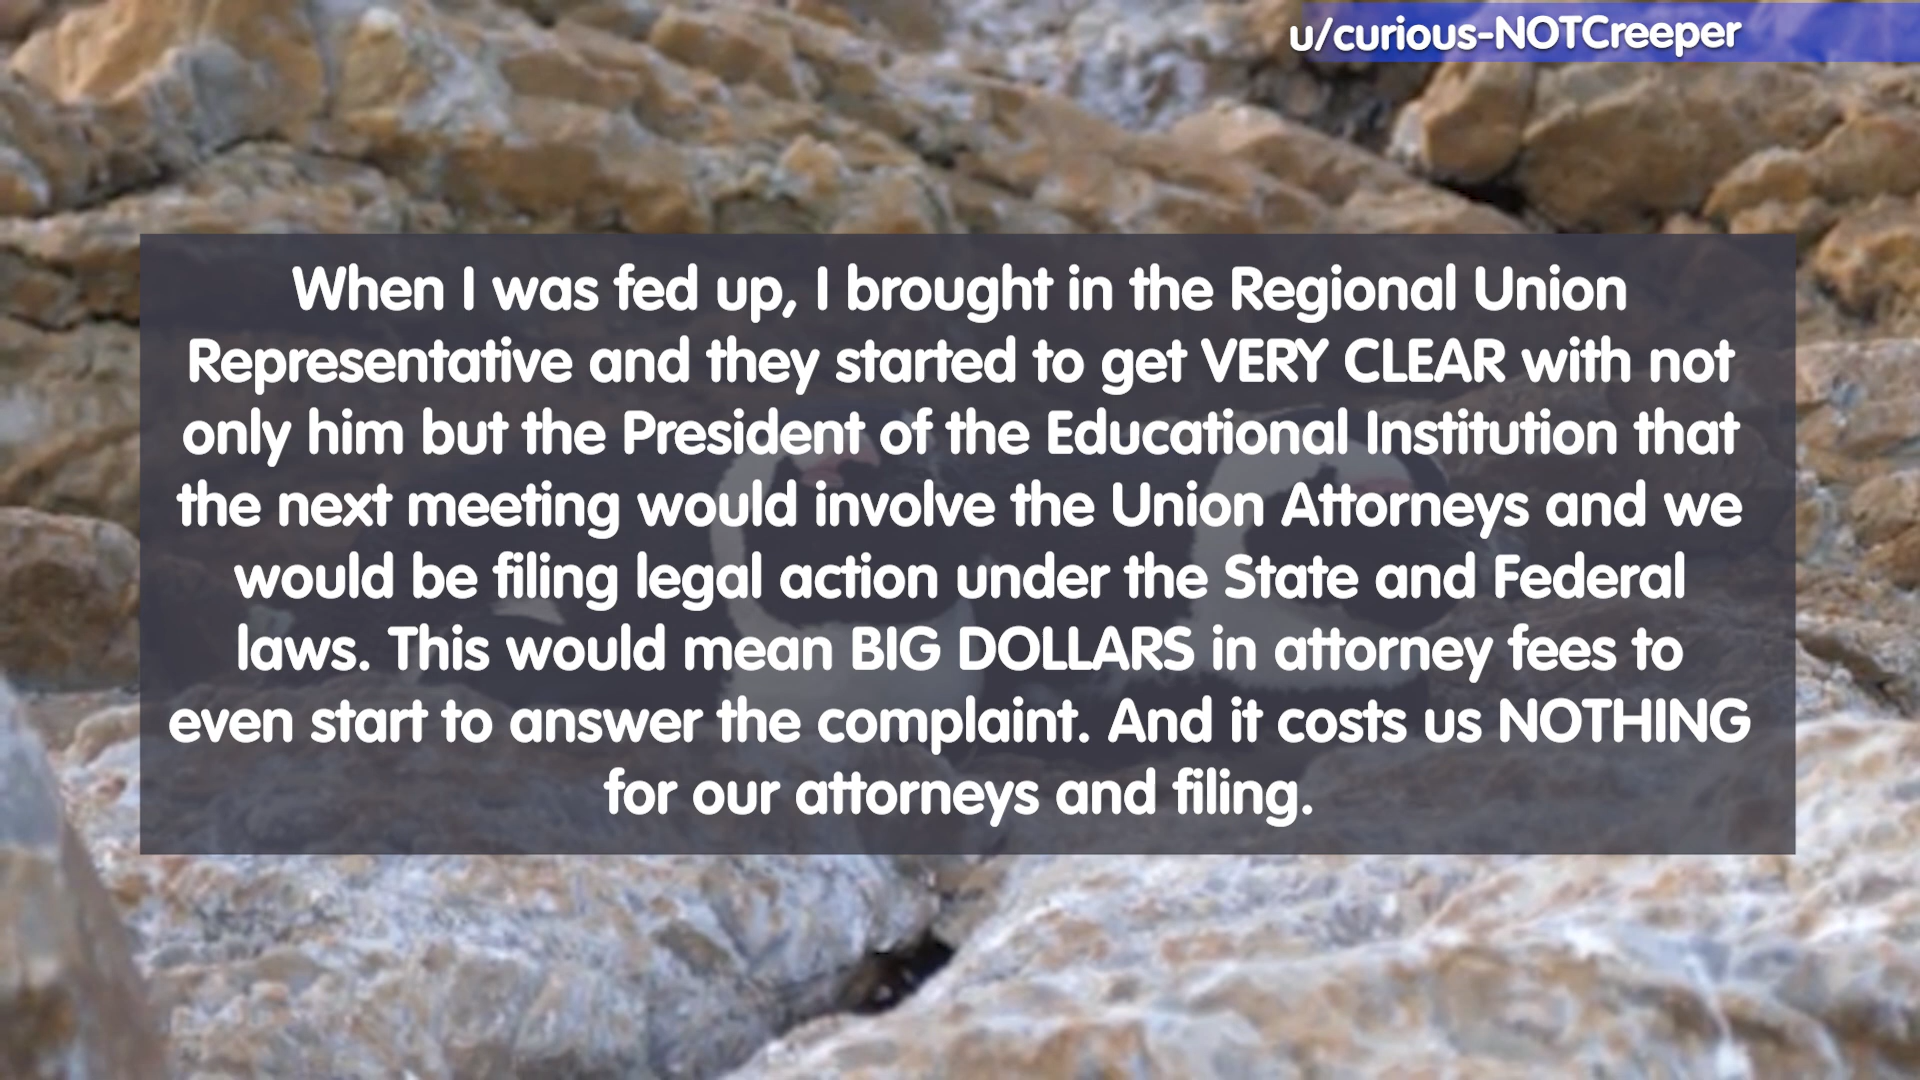 u/curious-NOTCreeper
When I was fed up, I brought in the Regional Union
Representative and they started to get VERY CLEAR with not
only him but the President of the Educational Institution that
the next meeting would involve the Union Attorneys and we
would be filing legal action under the State and Federal
laws. This would mean BIG DOLLARS in attorney fees to
even start to answer the complaint. And it costs us NOTHING
for our attorneys and filing.